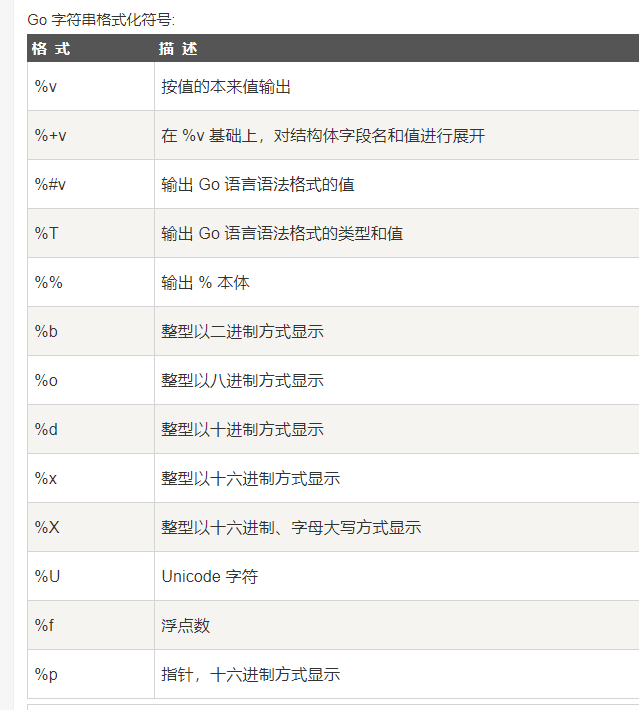 Go 字符串格式化符号:
格 式 描 述
%v 按值的本来值输出
%+v 在 %v 基础上，对结构体字段名和值进行展开
%#v 输出 Go 语言语法格式的值
%T 输出 Go 语言语法格式的类型和值
%% 输出 % 本体
%b 整型以二进制方式显示
%o 整型以八进制方式显示
%d 整型以十进制方式显示
%x 整型以十六进制方式显示
%X 整型以十六进制、字母大写方式显示
%U Unicode 字符
%f 浮点数
%p 指针，十六进制方式显示